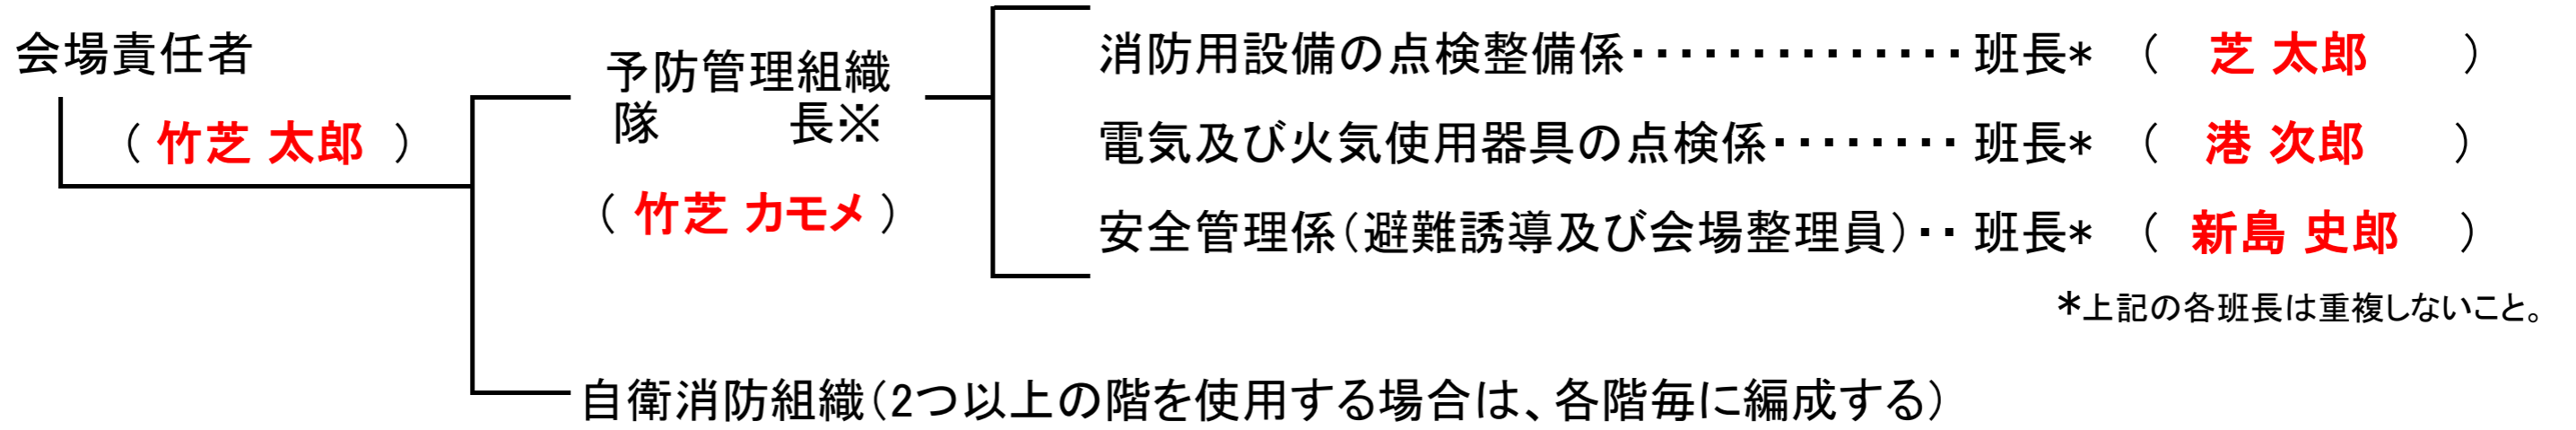 会場責任者
(竹芝 太郎)
予防管理組織
隊 長※
(竹芝 カモメ)
消防用設備の点検整備係・・・・・・・・・・・・・・班長* (芝 太郎)
電気及び火気使用器具の点検係・・・・・・・・班長* (港 次郎)
安全管理係(避難誘導及び会場整理員)・・班長* (新島 史郎)
*上記の各班長は重複しないこと。
自衛消防組織(2つ以上の階を使用する場合は、各階毎に編成する)